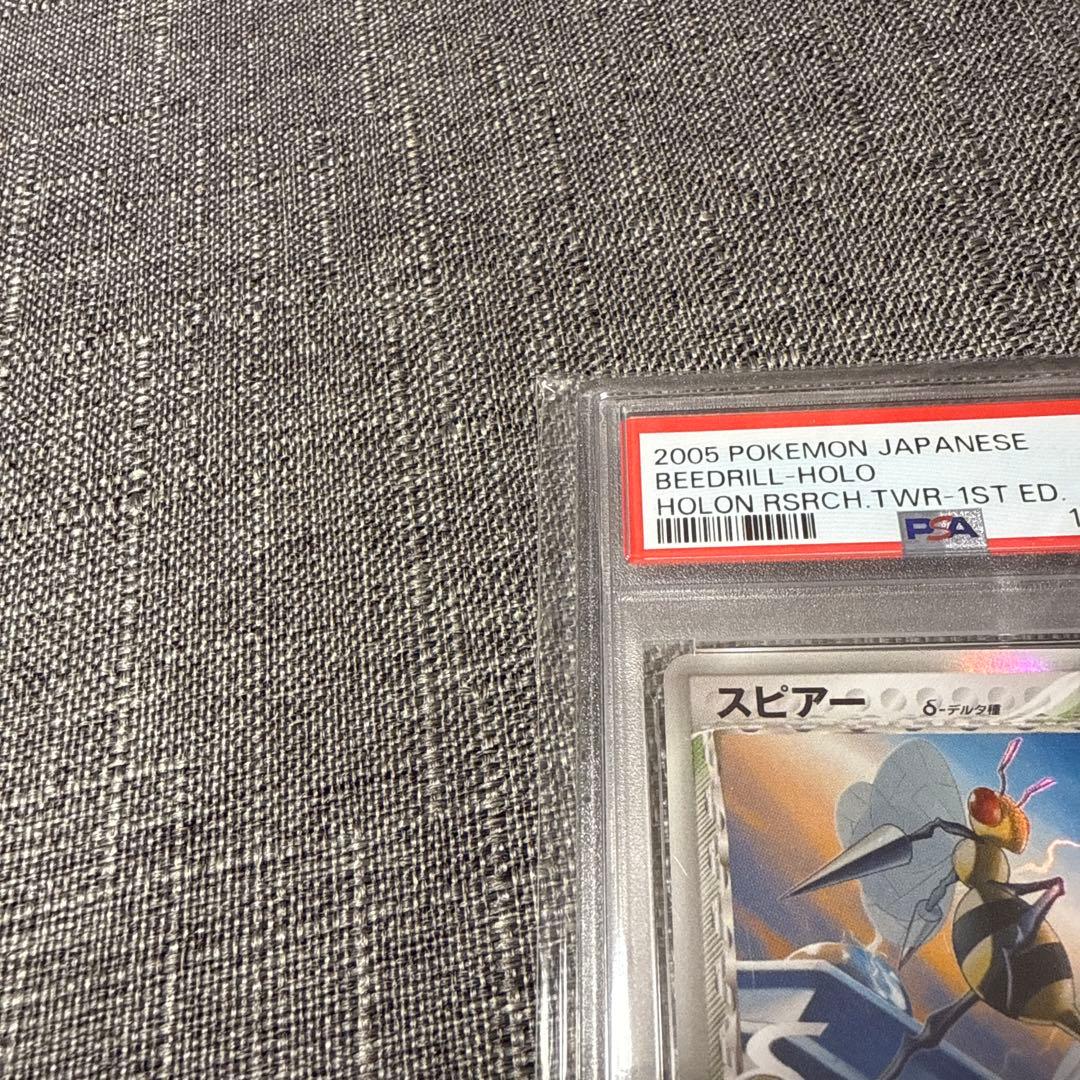 2005 POKEMON JAPANESE
BEEDRILL-HOLO
HOLON RSRCH.TWR-1ST ED.
PSA
スピアー δ-デルタ種